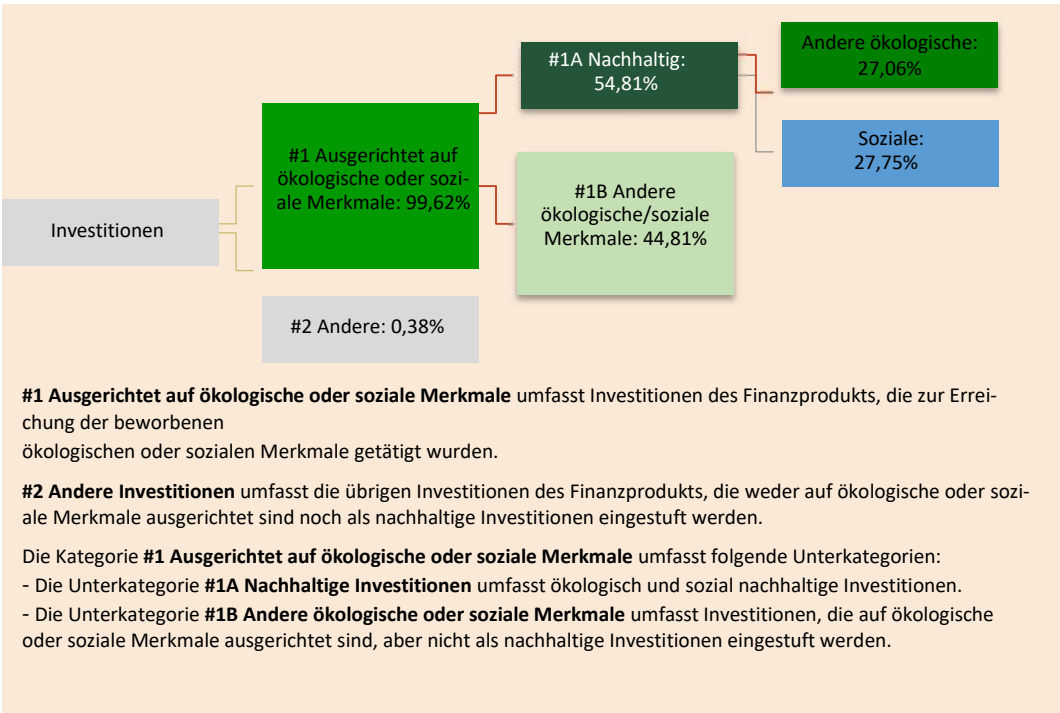 Investitionen
#1 Ausgerichtet auf
ökologische oder sozi-
ale Merkmale: 99,62%
#2 Andere: 0,38%
#1A Nachhaltig:
54,81%
#1B Andere
ökologische/soziale
Merkmale: 44,81%
Andere ökologische:
27,06%
Soziale:
27,75%
#1 Ausgerichtet auf ökologische oder soziale Merkmale umfasst Investitionen des Finanzprodukts, die zur Errei-
chung der beworbenen
ökologischen oder sozialen Merkmale getätigt wurden.
#2 Andere Investitionen umfasst die übrigen Investitionen des Finanzprodukts, die weder auf ökologische oder sozi-
ale Merkmale ausgerichtet sind noch als nachhaltige Investitionen eingestuft werden.
Die Kategorie #1 Ausgerichtet auf ökologische oder soziale Merkmale umfasst folgende Unterkategorien:
- Die Unterkategorie #1A Nachhaltige Investitionen umfasst ökologisch und sozial nachhaltige Investitionen.
- Die Unterkategorie #1B Andere ökologische oder soziale Merkmale umfasst Investitionen, die auf ökologische
oder soziale Merkmale ausgerichtet sind, aber nicht als nachhaltige Investitionen eingestuft werden.